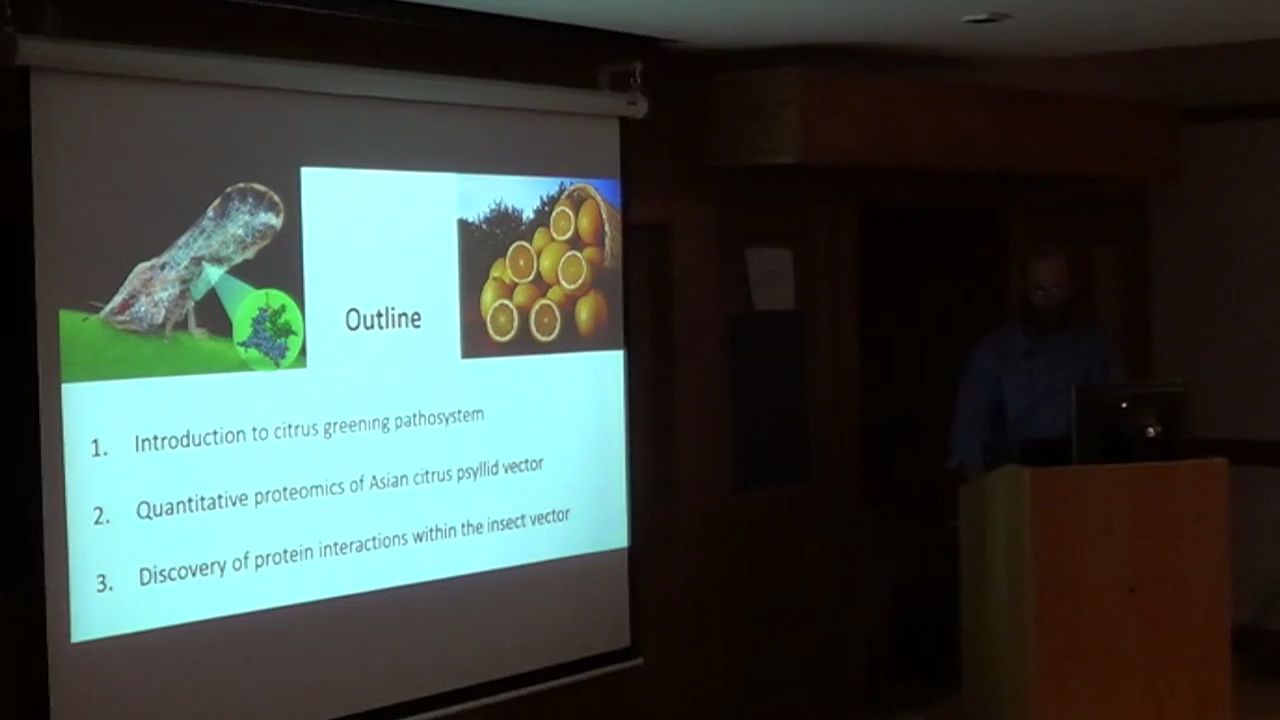 Outline
1. Introduction to citrus greening pathosystem
2. Quantitative proteomics of Asian citrus psyllid vector
3. Discovery of protein interactions within the insect vector